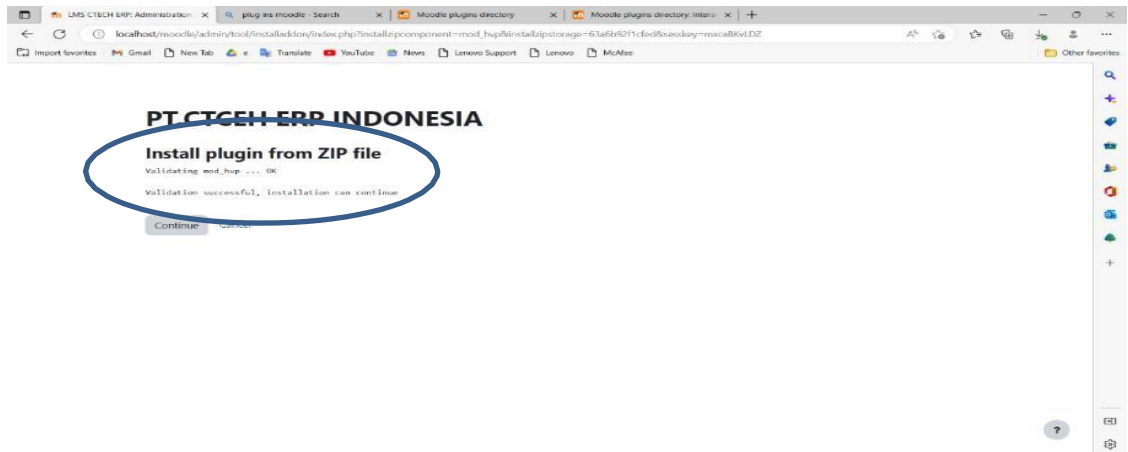 LMS CTECH ERP: Administration
plug ins moodle - Search
Moodle plugins directory
Moodle plugins directory: Intera
localhost/moodle/admin/tool/installaddon/index.php?installzipcomponent=mod_hvp&installzipstorage=63a6b92f1cfed&sesskey=mxcaBKvLDZ
Import favorites
Gmail
New Tab
e
Translate
YouTube
News
Lenovo Support
Lenovo
McAfee
Other favorites
PT CTCEH ERP INDONESIA
Install plugin from ZIP file
Validating mod_hvp ... OK
Validation successful, installation can continue
Continue
Cancel
?